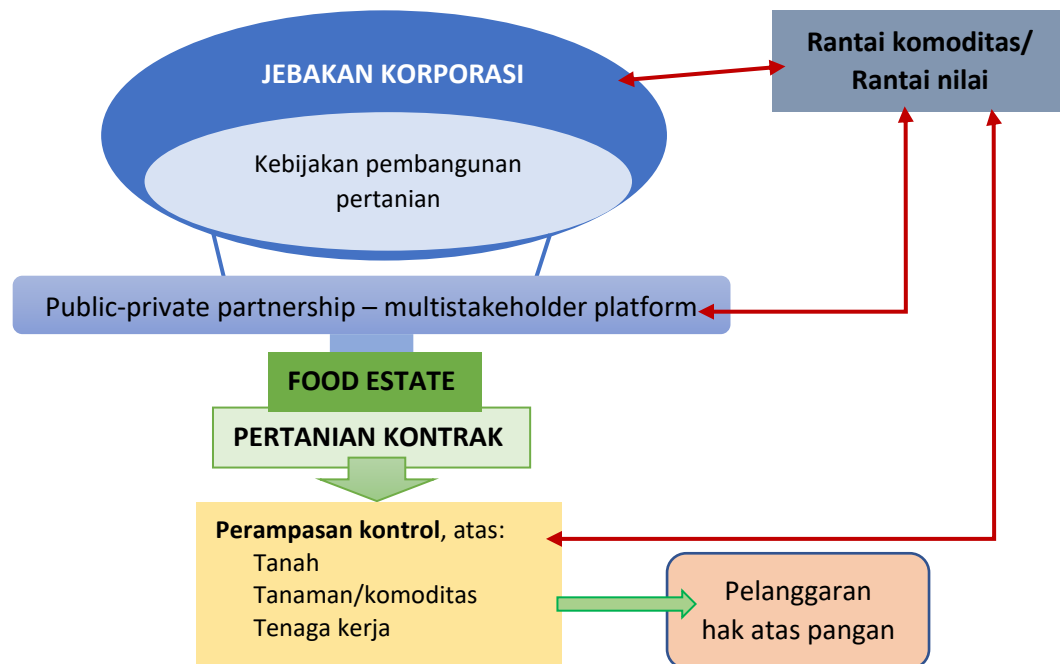 JEBAKAN KORPORASI
Kebijakan pembangunan
pertanian
Rantai komoditas/
Rantai nilai
Public-private partnership – multistakeholder platform
FOOD ESTATE
PERTANIAN KONTRAK
Perampasan kontrol, atas:
Tanah
Tanaman/komoditas
Tenaga kerja
Pelanggaran
hak atas pangan